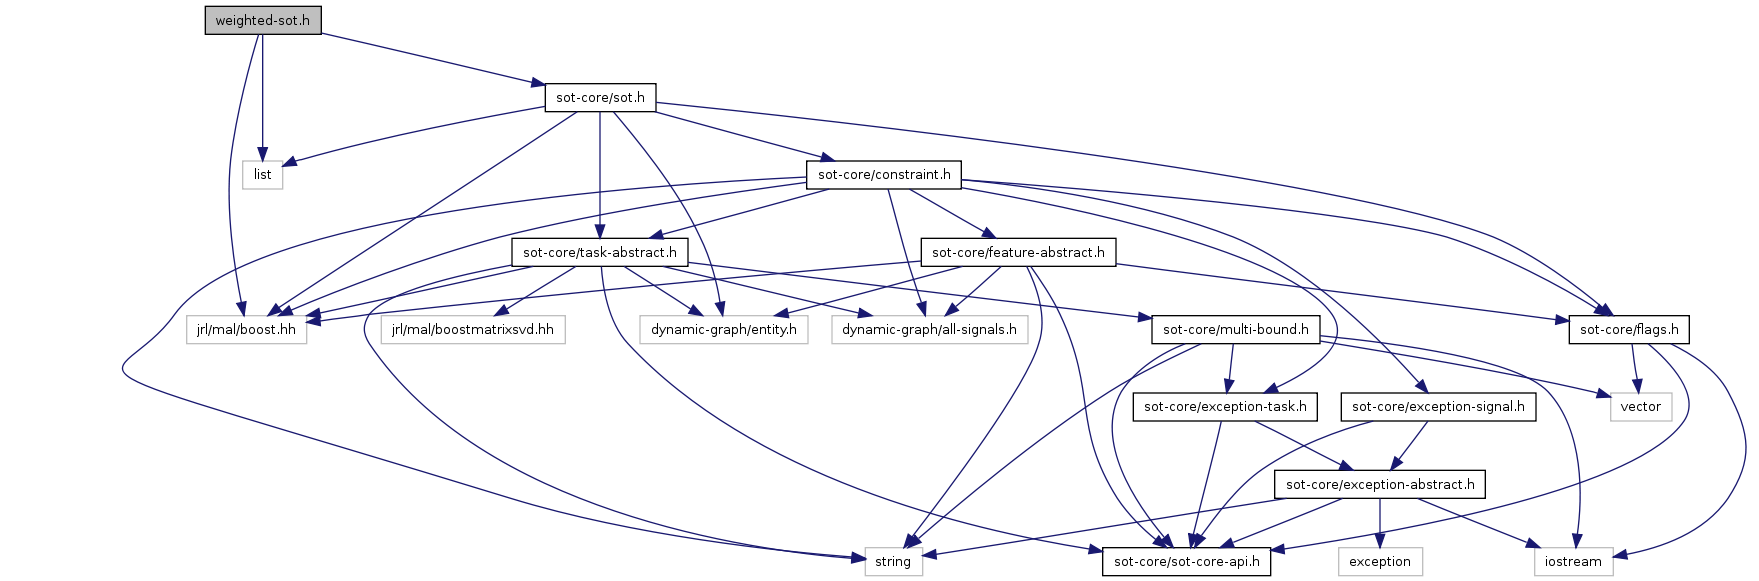 weighted-sot.h
sot-core/sot.h
list
sot-core/constraint.h
sot-core/task-abstract.h
sot-core/feature-abstract.h
jrl/mal/boost.hh
jrl/mal/boostmatrixsvd.hh
dynamic-graph/entity.h
dynamic-graph/all-signals.h
sot-core/multi-bound.h
sot-core/flags.h
sot-core/exception-task.h
sot-core/exception-signal.h
vector
sot-core/exception-abstract.h
string
sot-core/sot-core-api.h
exception
iostream